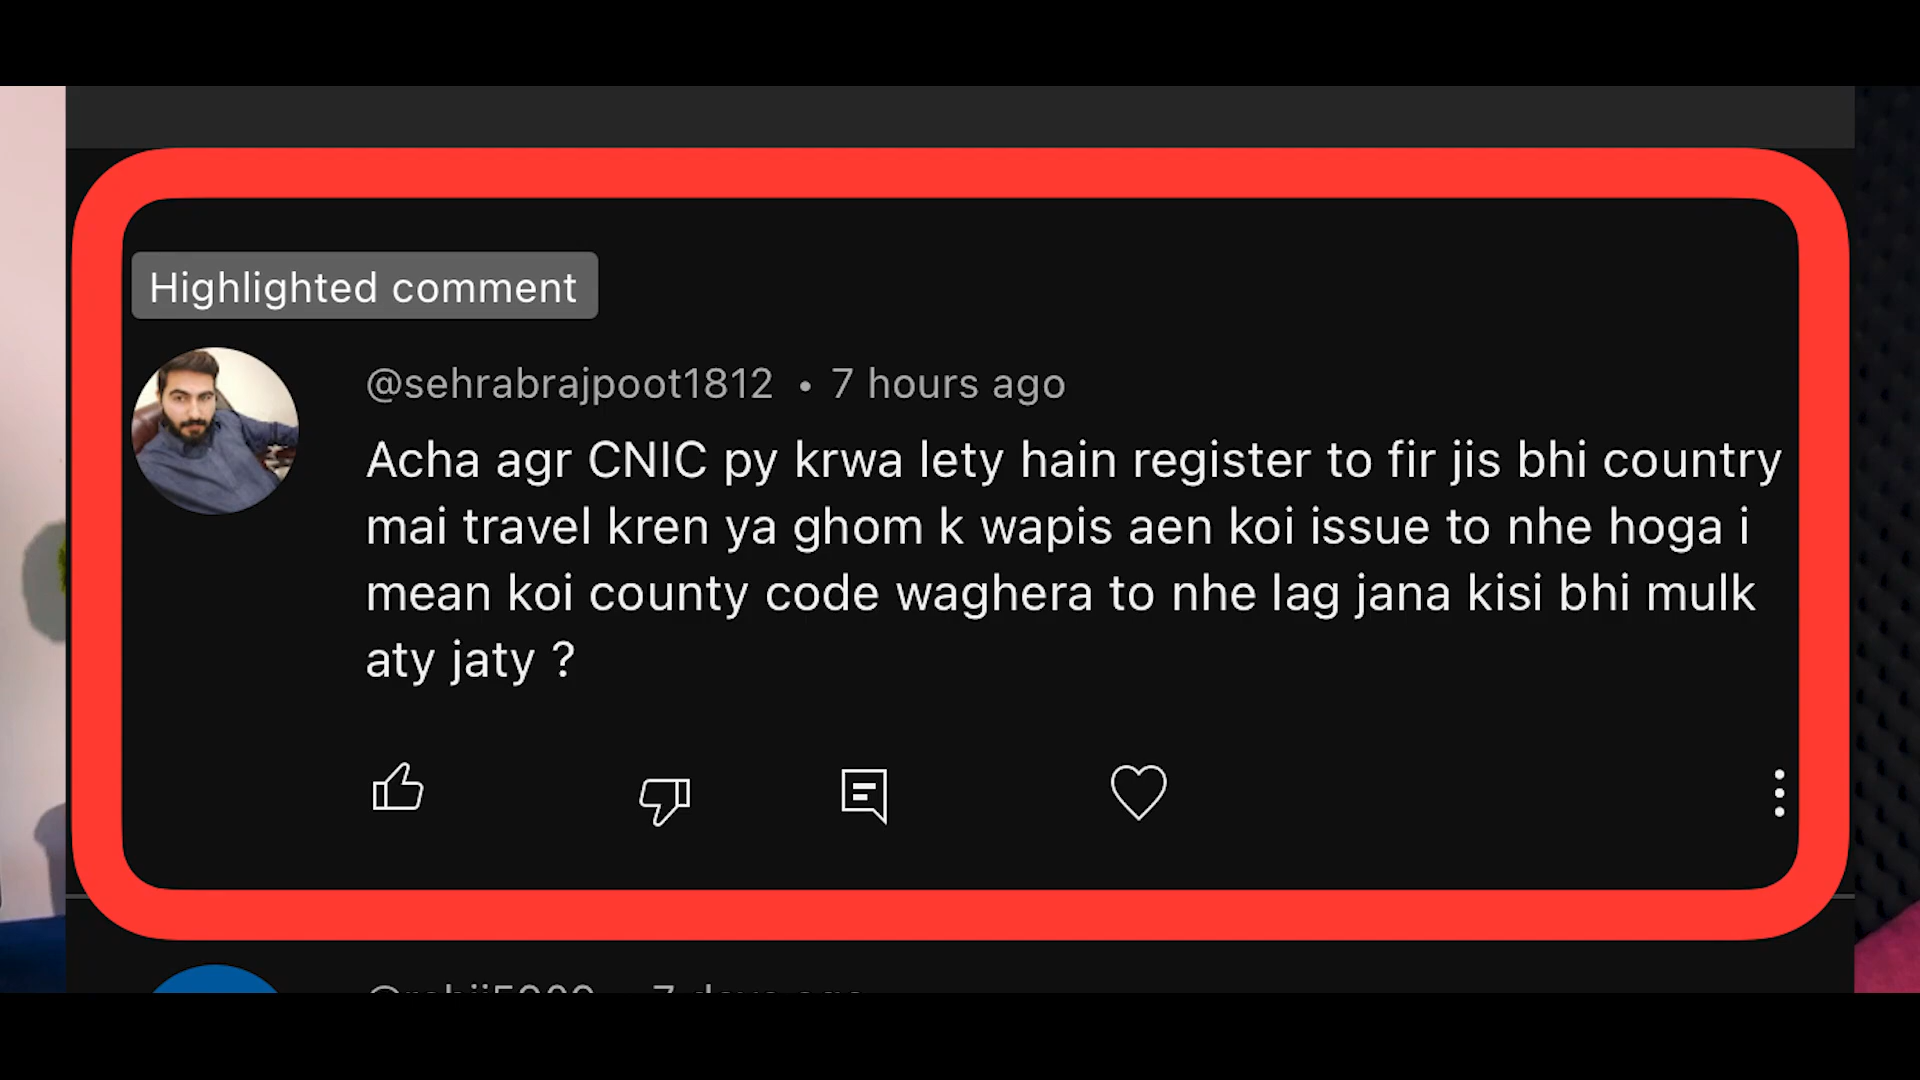 Highlighted comment
@sehrabrajpoot1812 • 7 hours ago
Acha agr CNIC py krwa lety hain register to fir jis bhi country
mai travel kren ya ghom k wapis aen koi issue to nhe hoga i
mean koi county code waghera to nhe lag jana kisi bhi mulk
aty jaty ?